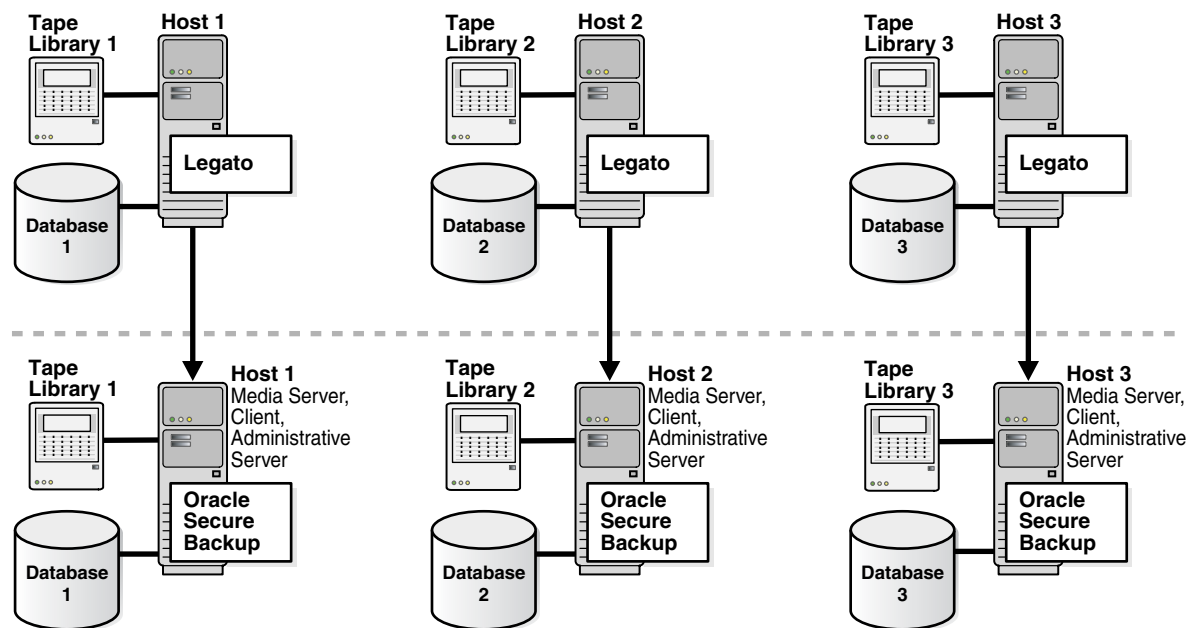 Tape
Library 1
Host 1
Legato
Database
1
Tape
Library 2
Host 2
Legato
Database
2
Tape
Library 3
Host 3
Legato
Database
3
Tape
Library 1
Host 1
Media Server,
Client,
Administrative
Server
Oracle
Secure
Backup
Database
1
Tape
Library 2
Host 2
Media Server,
Client,
Administrative
Server
Oracle
Secure
Backup
Database
2
Tape
Library 3
Host 3
Media Server,
Client,
Administrative
Server
Oracle
Secure
Backup
Database
3